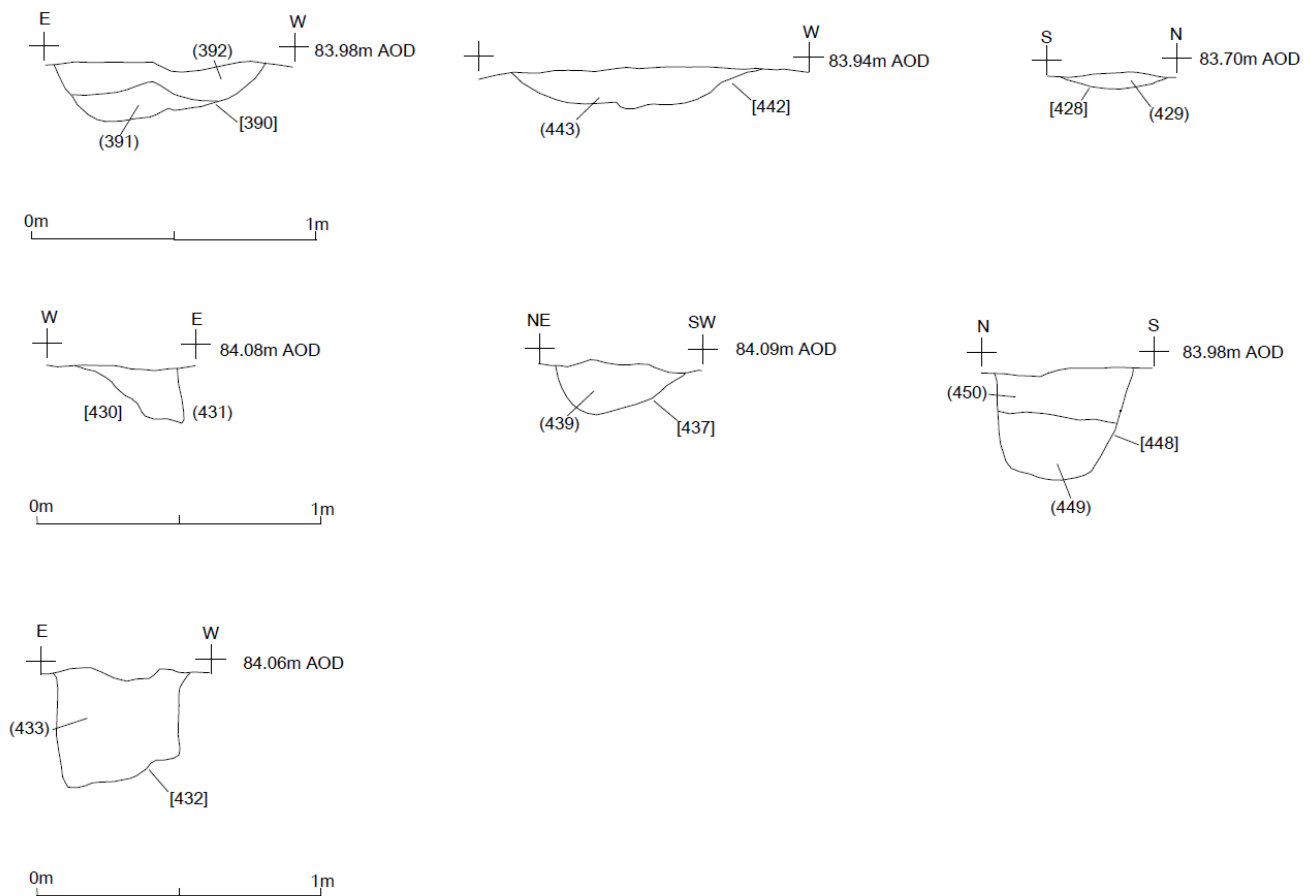 E W 83.98m AOD
(392)
(391) [390]
W 83.94m AOD
(443) [442]
S N 83.70m AOD
[428] (429)
0m 1m
W E 84.08m AOD
[430] (431)
NE SW 84.09m AOD
(439) [437]
N S 83.98m AOD
(450)
[448]
(449)
0m 1m
E W 84.06m AOD
(433)
[432]
0m 1m